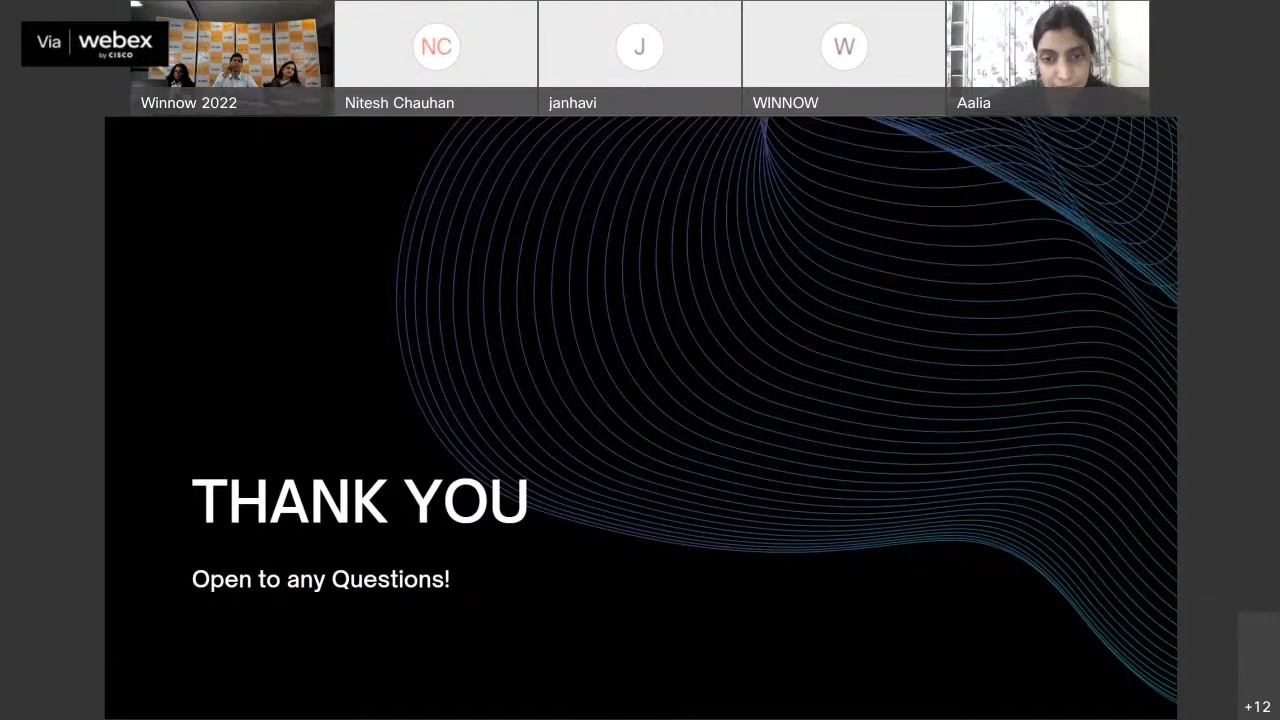 Via webex
by CISCO
Winnow 2022
NC
Nitesh Chauhan
J
janhavi
W
WINNOW
Aalia
THANK YOU
Open to any Questions!
+12